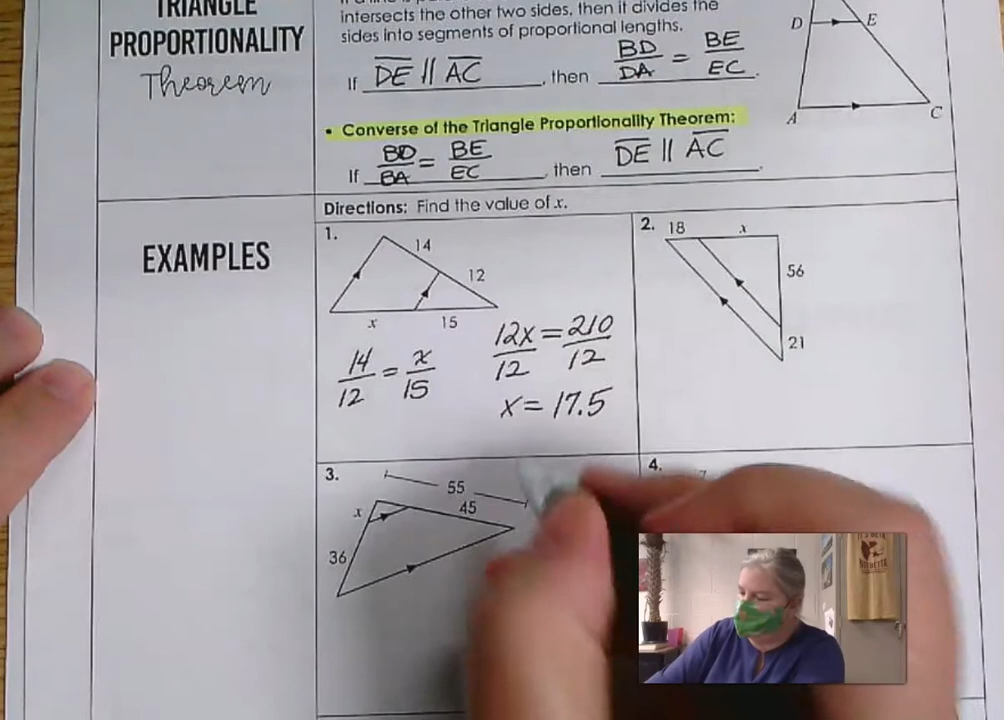 TRIANGLE
PROPORTIONALITY
Theorem
intersects the other two sides, then it divides the
sides into segments of proportional lengths.
If DE || AC, then BD/DA = BE/EC.
D
E
A
C
• Converse of the Triangle Proportionality Theorem:
If BD/BA = BE/EC, then DE || AC.
EXAMPLES
Directions: Find the value of x.
1.
14
12
x
15
14/12 = x/15
12x/12 = 210/12
x = 17.5
2.
18
x
56
21
3.
55
45
x
36
4.